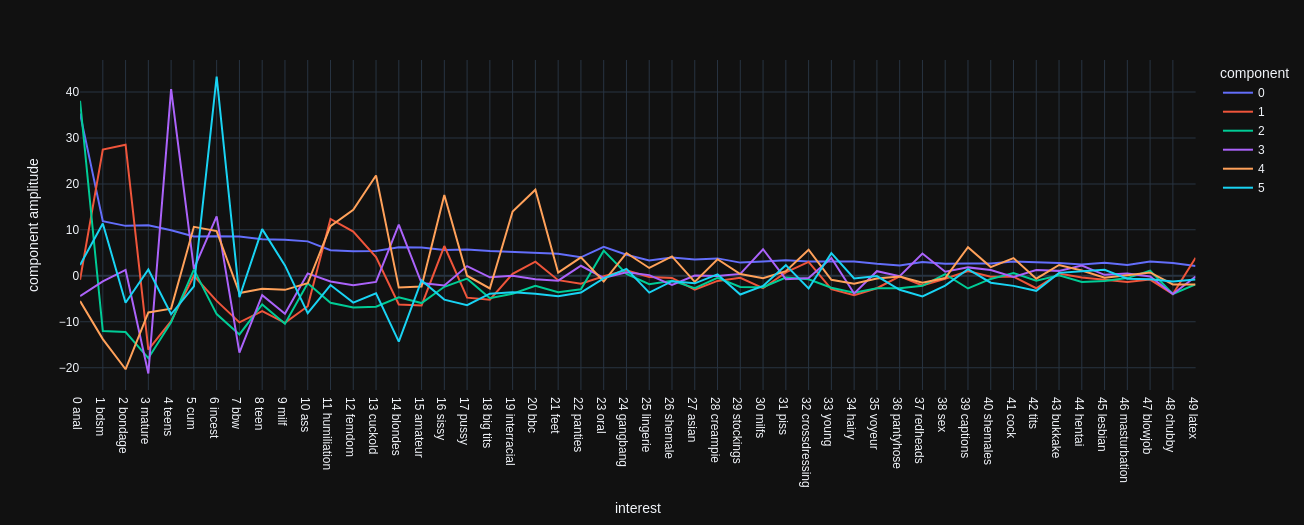 component
0
1
2
3
4
5
component amplitude
40
30
20
10
0
−10
−20
0 anal
1 bdsm
2 bondage
3 mature
4 teens
5 cum
6 incest
7 bbw
8 teen
9 milf
10 ass
11 humiliation
12 femdom
13 cuckold
14 blondes
15 amateur
16 sissy
17 pussy
18 big tits
19 interracial
20 bbc
21 feet
22 panties
23 oral
24 gangbang
25 lingerie
26 shemale
27 asian
28 creampie
29 stockings
30 milfs
31 piss
32 crossdressing
33 young
34 hairy
35 voyeur
36 pantyhose
37 redheads
38 sex
39 captions
40 shemales
41 cock
42 tits
43 bukkake
44 hentai
45 lesbian
46 masturbation
47 blowjob
48 chubby
49 latex
interest